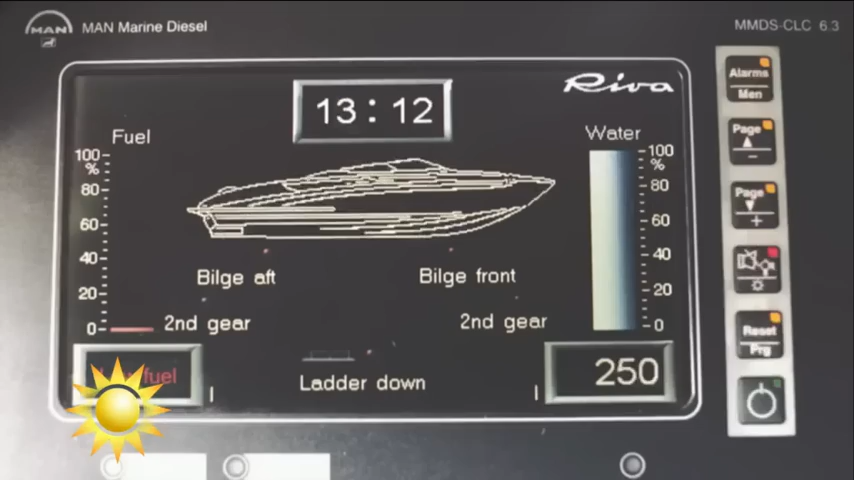 MAN MAN Marine Diesel
MMDS-CLC 6.3
Riva
13:12
Fuel
Water
100
%
80
60
40
20
0
100
%
80
60
40
20
0
Bilge aft
Bilge front
2nd gear
2nd gear
fuel
Ladder down
l
l
250
Alarms
Men
Page
-
Page
+
Reset
Prg